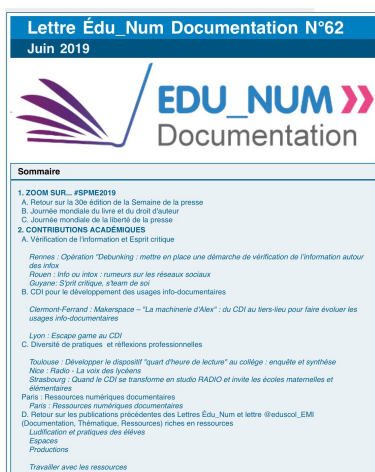 Lettre Édu_Num Documentation N°62
Juin 2019
EDU_NUM
Documentation
Sommaire
1. ZOOM SUR... #SPME2019
A. Retour sur la 30e édition de la Semaine de la presse
B. Journée mondiale du livre et du droit d'auteur
C. Journée mondiale de la liberté de la presse
2. CONTRIBUTIONS ACADÉMIQUES
A. Vérification de l'information et Esprit critique
Rennes : Opération "Debunking : mettre en place une démarche de vérification de l'information autour
des infox
Rouen : Info ou intox : rumeurs sur les réseaux sociaux
Guyane: S'prit critique, s'team de soi
B. CDI pour le développement des usages info-documentaires
Clermont-Ferrand : Makerspace – "La machinerie d'Alex" : du CDI au tiers-lieu pour faire évoluer les
usages info-documentaires
Lyon : Escape game au CDI
C. Diversité de pratiques et réflexions professionnelles
Toulouse : Développer le dispositif "quart d'heure de lecture" au collège : enquête et synthèse
Nice : Radio - La voix des lycéens
Strasbourg : Quand le CDI se transforme en studio RADIO et invite les écoles maternelles et
élémentaires
Paris : Ressources numériques documentaires
Paris : Ressources numériques documentaires
D. Retour sur les publications précédentes des Lettres Édu_Num et lettre @eduscol_EMI
(Documentation, Thématique, Ressources) riches en ressources
Ludification et pratiques des élèves
Espaces
Productions
Travailler avec les ressources